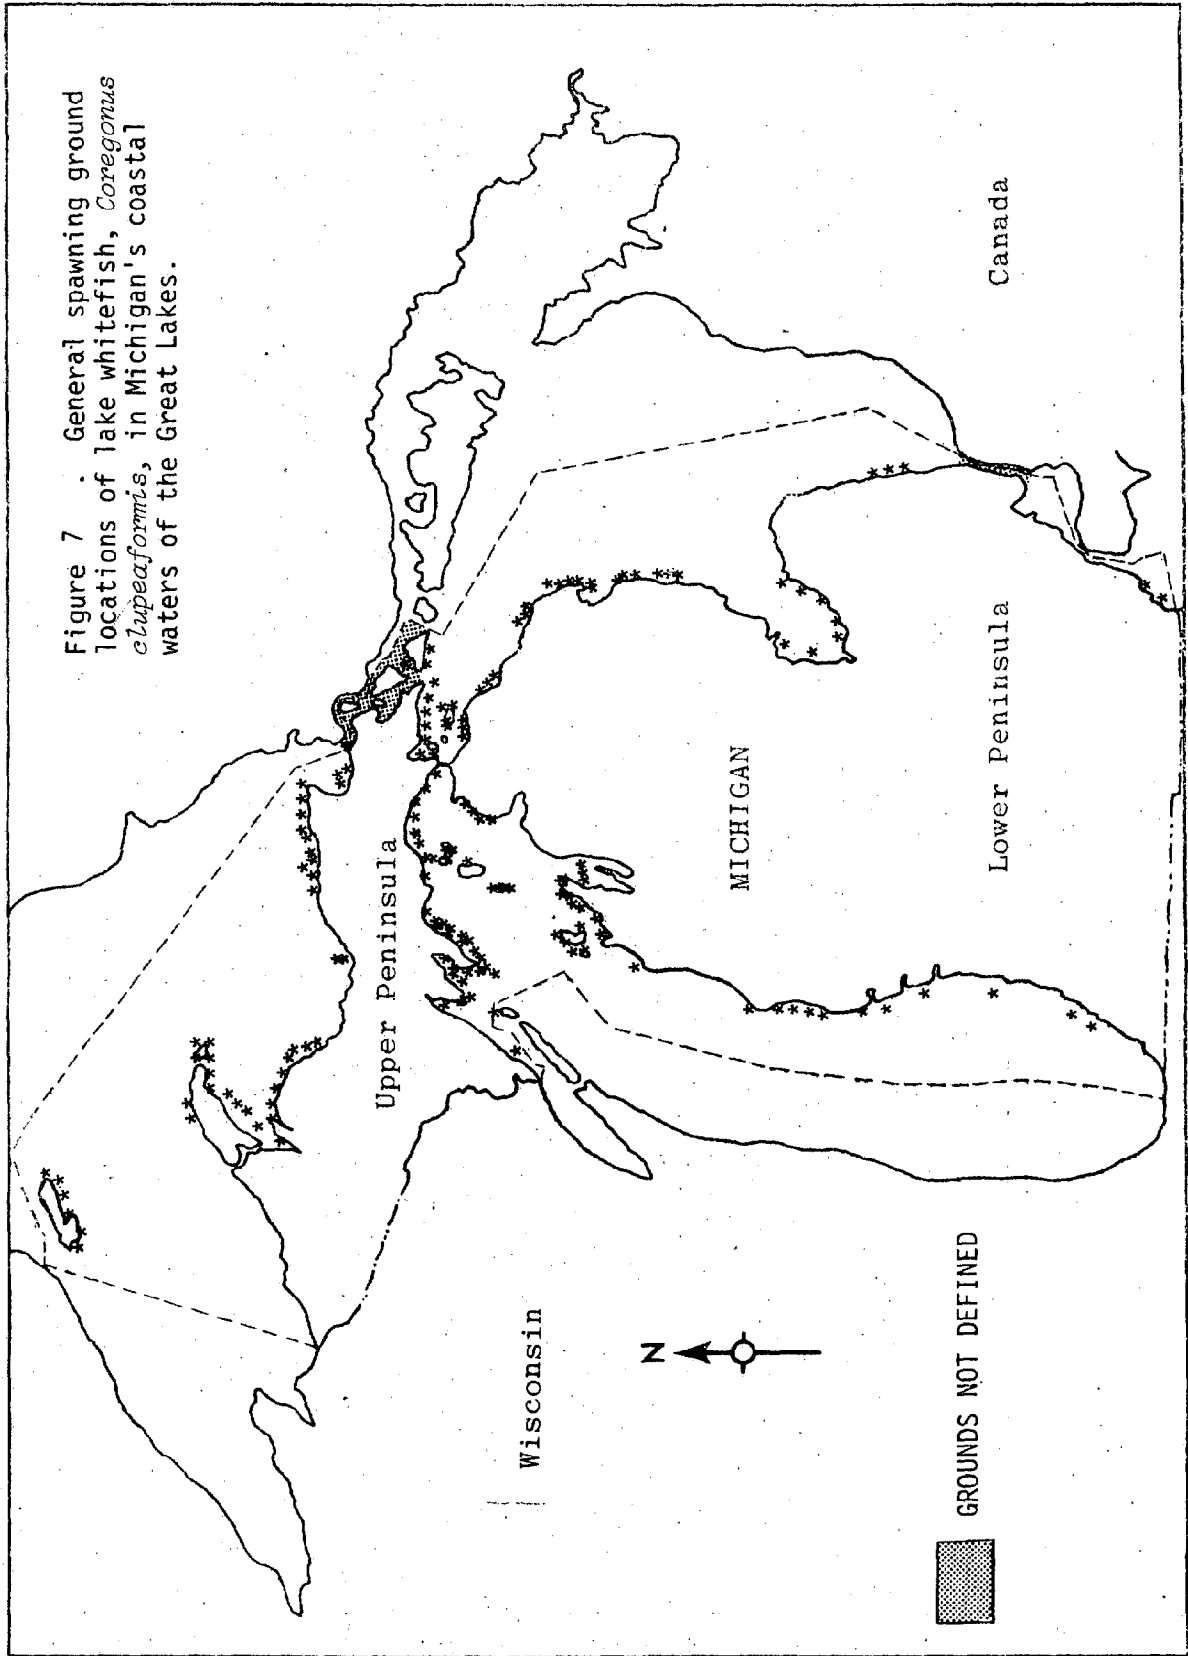 Figure 7 . General spawning ground
locations of lake whitefish, Coregonus
clupeaformis, in Michigan's coastal
waters of the Great Lakes.
Upper Peninsula
Wisconsin
N
MICHIGAN
Lower Peninsula
Canada
GROUNDS NOT DEFINED